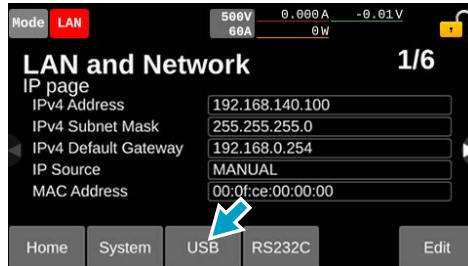 Mode LAN 500V 60A 0.000A 0W -0.01V
LAN and Network 1/6
IP page
IPv4 Address 192.168.140.100
IPv4 Subnet Mask 255.255.255.0
IPv4 Default Gateway 192.168.0.254
IP Source MANUAL
MAC Address 00:0f:ce:00:00:00
Home System USB RS232C Edit